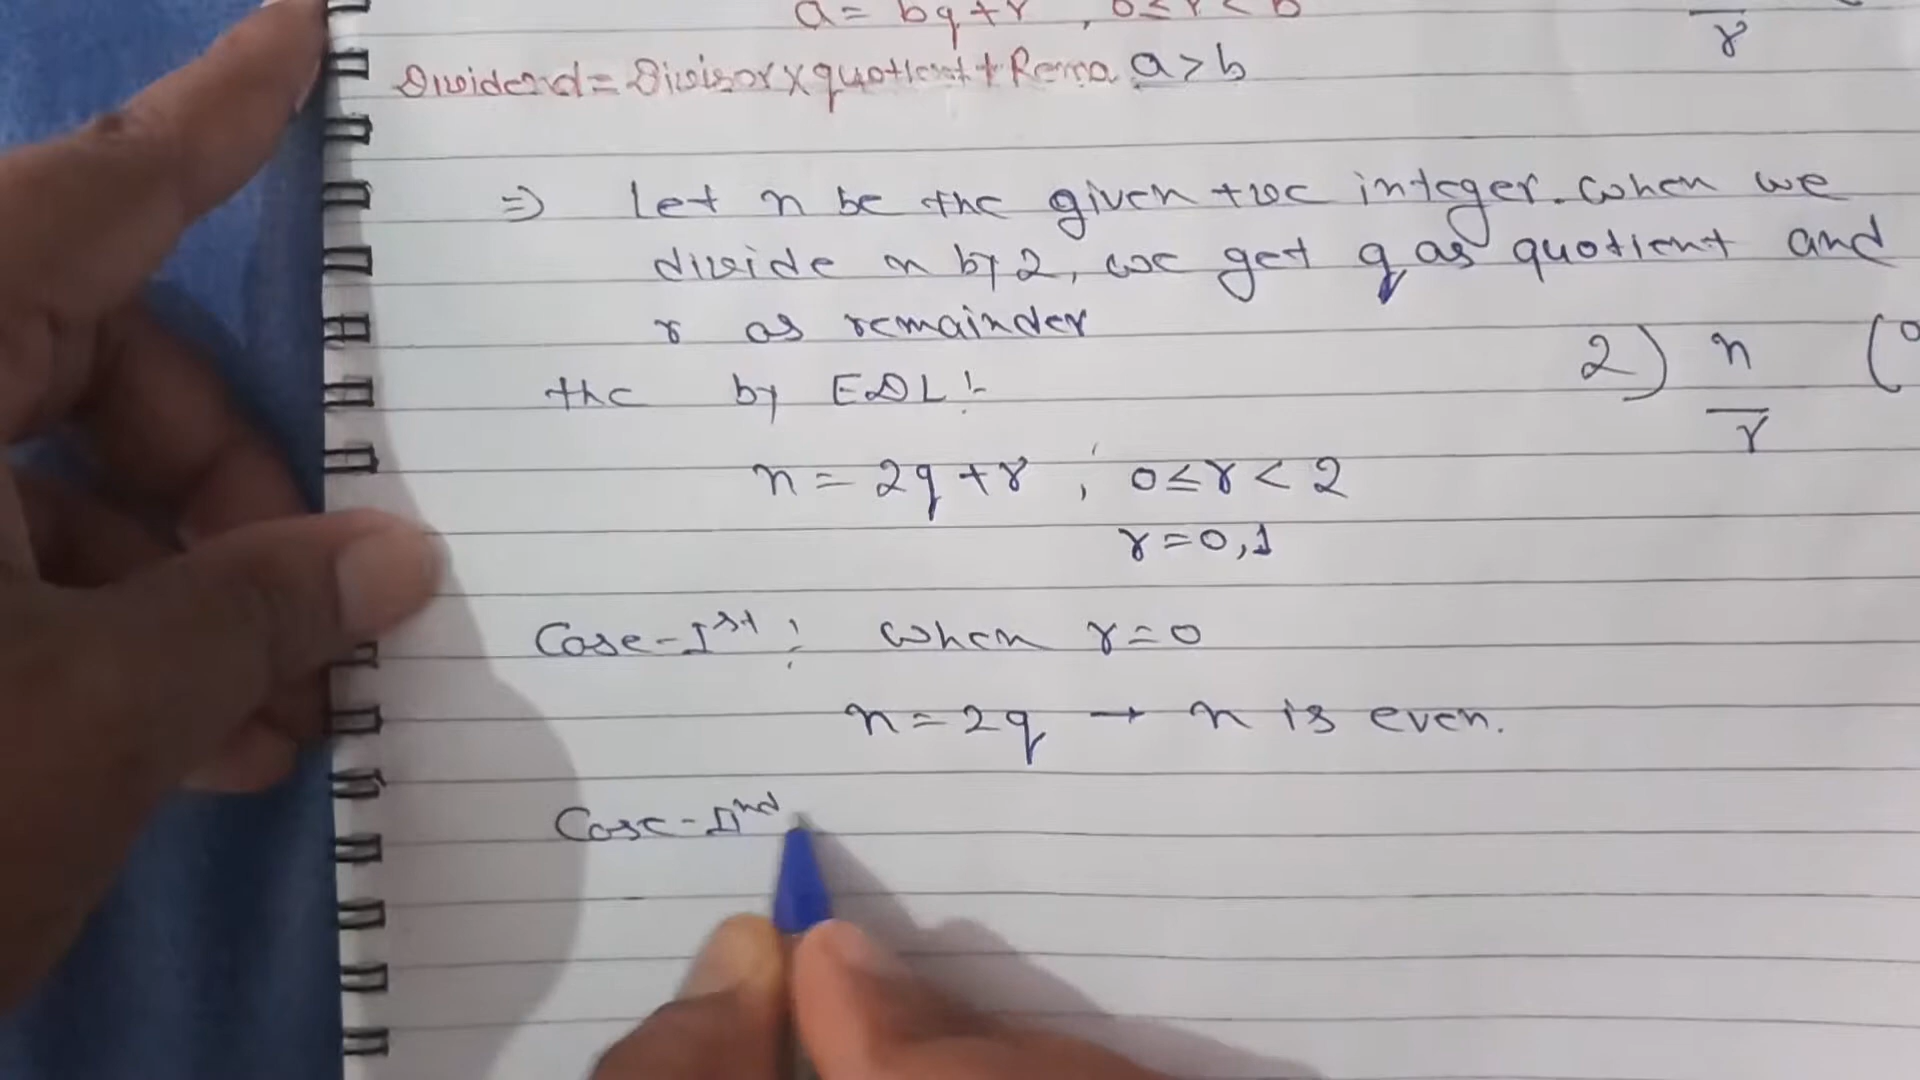 a = bq + r , 0 ≤ r < b
r
Dividend = Divisor x quotient + Rema a > b
=) Let n be the given +ve integer. When we
divide n by 2, we get q as quotient and
r as remainder
2) n (
r
the by EDL :-
n = 2q + r , 0 ≤ r < 2
r = 0, 1
Case - Ist : when r = 0
n = 2q → n is even.
Case - IInd